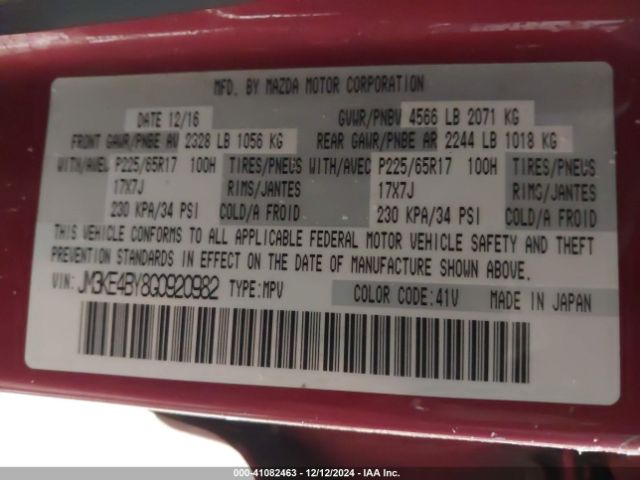 MFD. BY MAZDA MOTOR CORPORATION
DATE 12/16 GVWR/PNBV 4566 LB 2071 KG
FRONT GAWR/PNBE AV 2328 LB 1056 KG REAR GAWR/PNBE AR 2244 LB 1018 KG
WITH/AVEC P225/65R17 100H TIRES/PNEUS WITH/AVEC P225/65R17 100H TIRES/PNEUS
17X7J RIMS/JANTES 17X7J RIMS/JANTES
230 KPA/34 PSI COLD/A FROID 230 KPA/34 PSI COLD/A FROID
THIS VEHICLE CONFORMS TO ALL APPLICABLE FEDERAL MOTOR VEHICLE SAFETY AND THEFT
PREVENTION STANDARDS IN EFFECT ON THE DATE OF MANUFACTURE SHOWN ABOVE.
VIN: JM3KE4BY8G0920982 TYPE:MPV COLOR CODE:41V MADE IN JAPAN
000-41082463 - 12/12/2024 - IAA Inc.